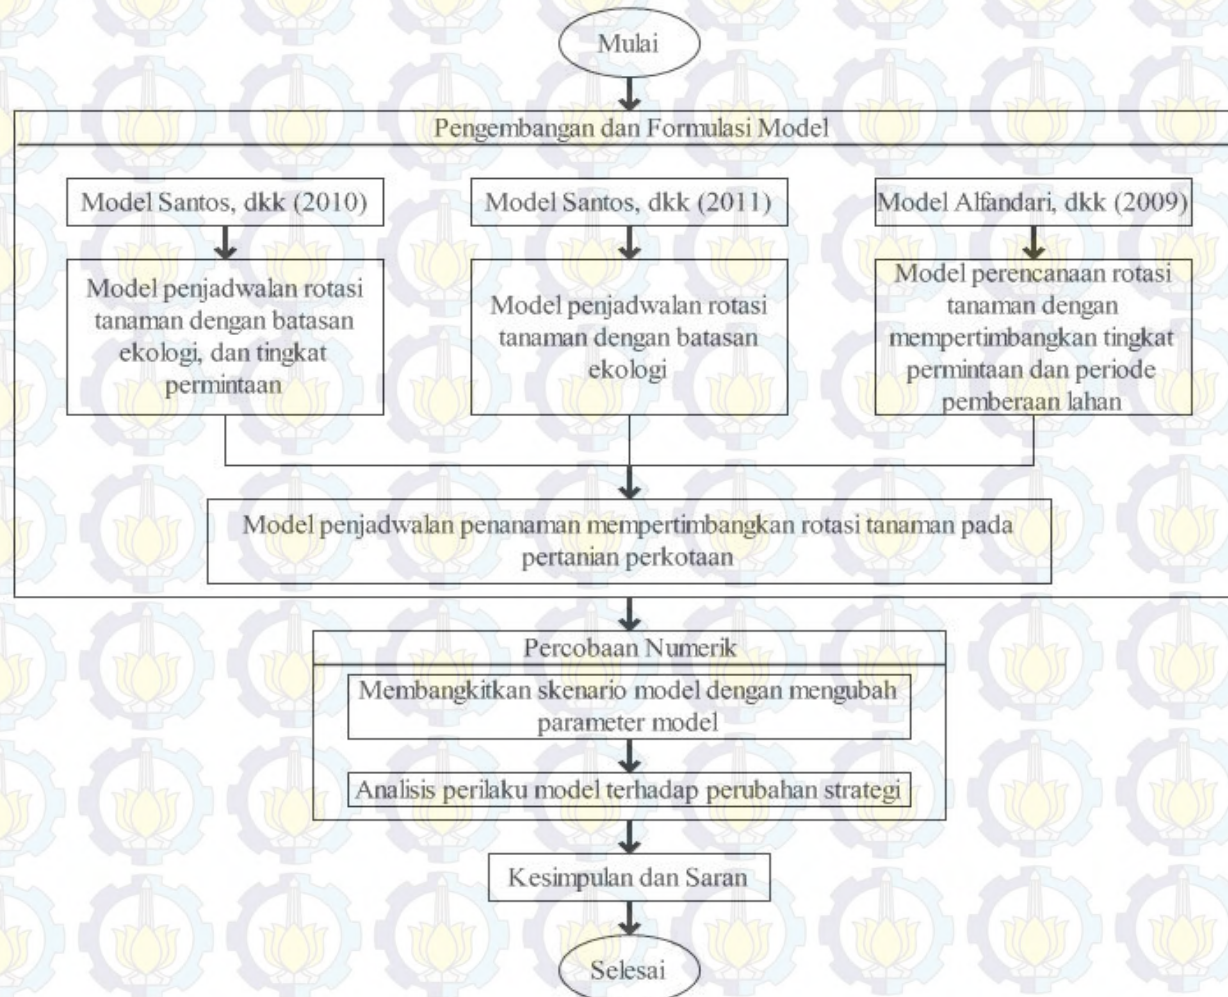 Mulai
Pengembangan dan Formulasi Model
Model Santos, dkk (2010)
Model Santos, dkk (2011)
Model Alfandari, dkk (2009)
Model penjadwalan rotasi
tanaman dengan batasan
ekologi, dan tingkat
permintaan
Model penjadwalan rotasi
tanaman dengan batasan
ekologi
Model perencanaan rotasi
tanaman dengan
mempertimbangkan tingkat
permintaan dan periode
pemberaan lahan
Model penjadwalan penanaman mempertimbangkan rotasi tanaman pada
pertanian perkotaan
Percobaan Numerik
Membangkitkan skenario model dengan mengubah
parameter model
Analisis perilaku model terhadap perubahan strategi
Kesimpulan dan Saran
Selesai